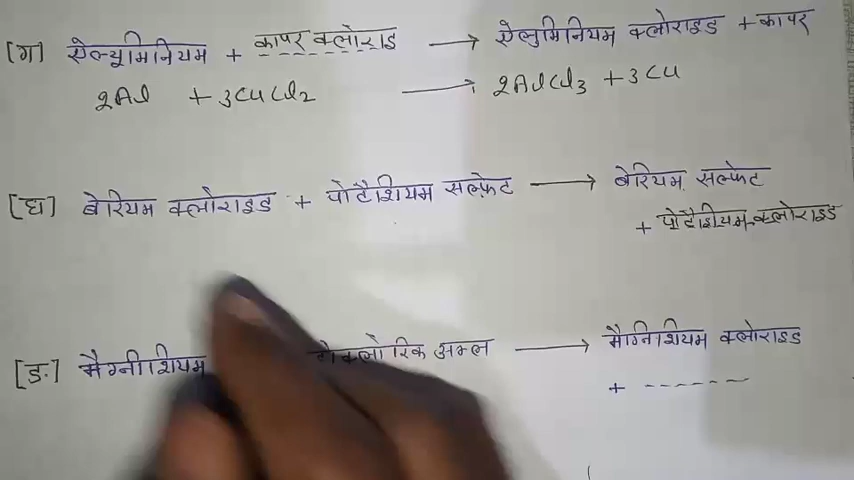 [ग] ऐल्यूमिनियम + कापर क्लोराड ⟶ ऐलुमिनियम क्लोराइड + कापर
2Al + 3CuCl2 ⟶ 2AlCl3 + 3Cu
[घ] बेरियम क्लोराइड + पोटैशियम सल्फेट ⟶ बेरियम सल्फेट
+ पोटैशियम क्लोराइड
[ङ] मैग्नीशियम क्लोरिक अम्ल ⟶ मैग्निशियम क्लोराइड
+ -------